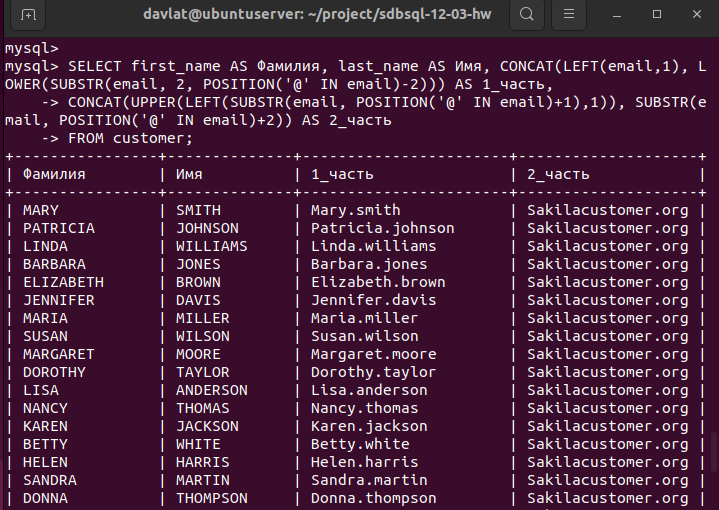 davlat@ubuntuserver: ~/project/sdbsql-12-03-hw
mysql>
mysql> SELECT first_name AS Фамилия, last_name AS Имя, CONCAT(LEFT(email,1), L
OWER(SUBSTR(email, 2, POSITION('@' IN email)-2))) AS 1_часть,
    -> CONCAT(UPPER(LEFT(SUBSTR(email, POSITION('@' IN email)+1),1)), SUBSTR(e
mail, POSITION('@' IN email)+2)) AS 2_часть
    -> FROM customer;
+----------------+--------------+------------------------+--------------------+
| Фамилия | Имя | 1_часть | 2_часть |
+----------------+--------------+------------------------+--------------------+
| MARY | SMITH | Mary.smith | Sakilacustomer.org |
| PATRICIA | JOHNSON | Patricia.johnson | Sakilacustomer.org |
| LINDA | WILLIAMS | Linda.williams | Sakilacustomer.org |
| BARBARA | JONES | Barbara.jones | Sakilacustomer.org |
| ELIZABETH | BROWN | Elizabeth.brown | Sakilacustomer.org |
| JENNIFER | DAVIS | Jennifer.davis | Sakilacustomer.org |
| MARIA | MILLER | Maria.miller | Sakilacustomer.org |
| SUSAN | WILSON | Susan.wilson | Sakilacustomer.org |
| MARGARET | MOORE | Margaret.moore | Sakilacustomer.org |
| DOROTHY | TAYLOR | Dorothy.taylor | Sakilacustomer.org |
| LISA | ANDERSON | Lisa.anderson | Sakilacustomer.org |
| NANCY | THOMAS | Nancy.thomas | Sakilacustomer.org |
| KAREN | JACKSON | Karen.jackson | Sakilacustomer.org |
| BETTY | WHITE | Betty.white | Sakilacustomer.org |
| HELEN | HARRIS | Helen.harris | Sakilacustomer.org |
| SANDRA | MARTIN | Sandra.martin | Sakilacustomer.org |
| DONNA | THOMPSON | Donna.thompson | Sakilacustomer.org |